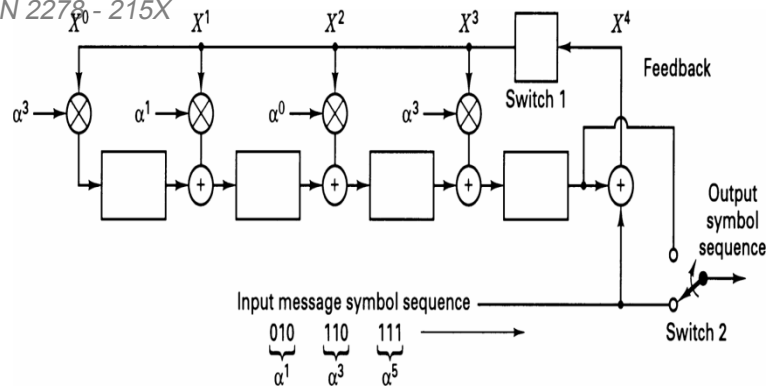 N 2278 - 215X
X⁰ X¹ X² X³ X⁴
Feedback
Switch 1
α³ α¹ α⁰ α³
+ + + +
Output
symbol
sequence
Input message symbol sequence
Switch 2
010 110 111
α¹ α³ α⁵